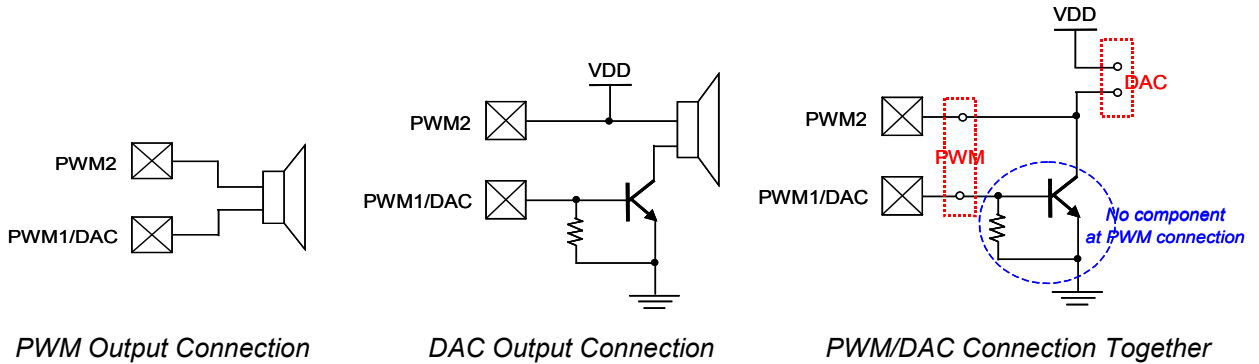 PWM2
PWM1/DAC
PWM Output Connection
VDD
PWM2
PWM1/DAC
DAC Output Connection
VDD
DAC
PWM2
PWM
PWM1/DAC
No component
at PWM connection
PWM/DAC Connection Together